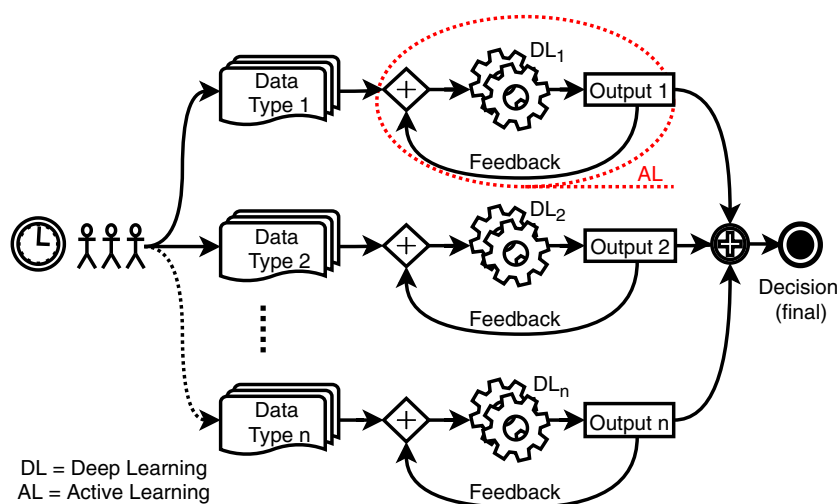 Data
Type 1
DL1
Output 1
Feedback
AL
Data
Type 2
DL2
Output 2
Feedback
Decision
(final)
Data
Type n
DLn
Output n
Feedback
DL = Deep Learning
AL = Active Learning